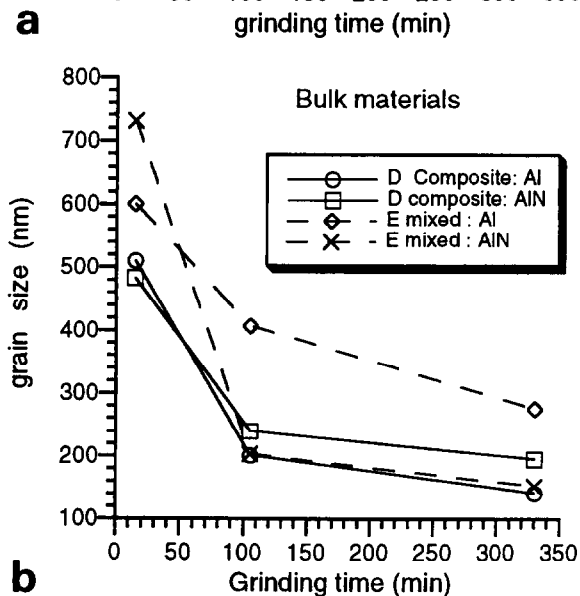 a
grinding time (min)
800
Bulk materials
700
D Composite: Al
D composite: AlN
E mixed : Al
E mixed : AlN
600
500
400
300
200
100
grain size (nm)
0 50 100 150 200 250 300 350
b
Grinding time (min)